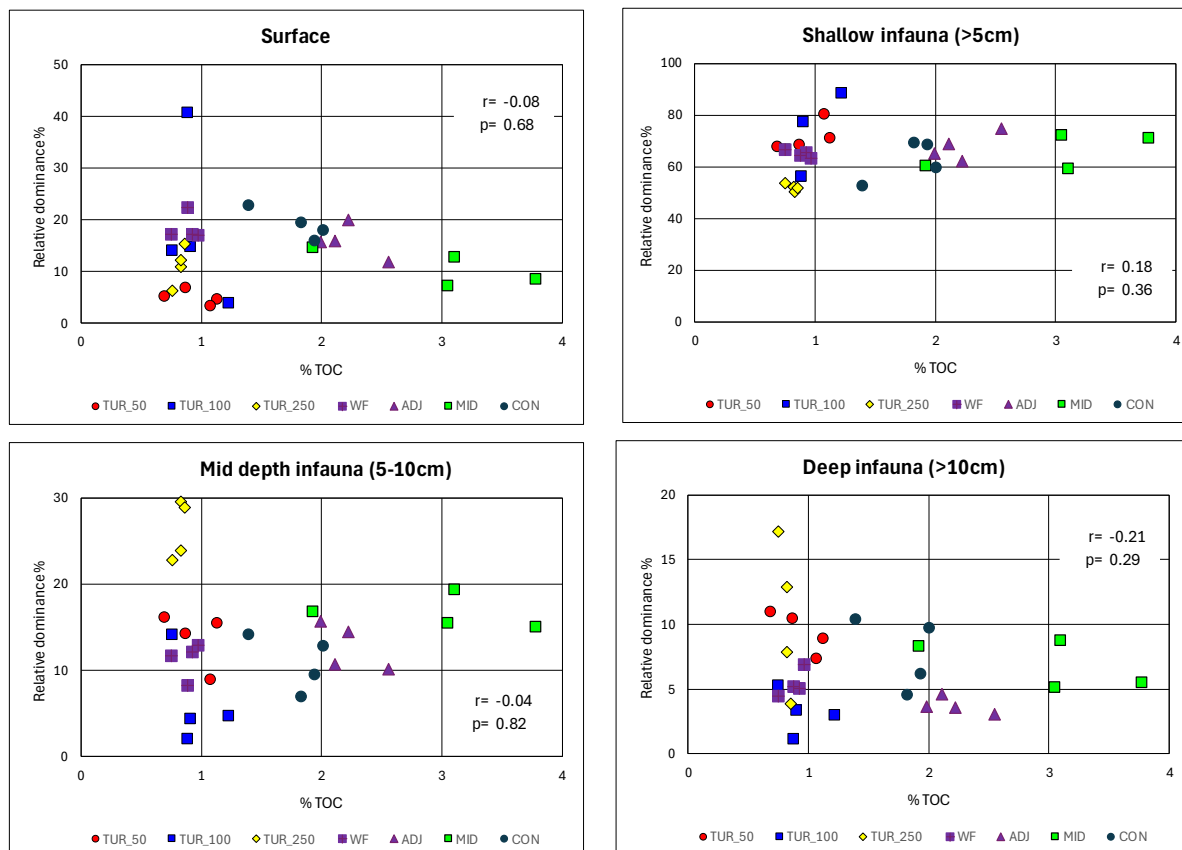 Surface
r= -0.08
p= 0.68
Relative dominance%
50
40
30
20
10
0
0 1 2 3 4
% TOC
TUR_50 TUR_100 TUR_250 WF ADJ MID CON
Shallow infauna (>5cm)
r= 0.18
p= 0.36
Relative dominance%
100
80
60
40
20
0
0 1 2 3 4
% TOC
TUR_50 TUR_100 TUR_250 WF ADJ MID CON
Mid depth infauna (5-10cm)
r= -0.04
p= 0.82
Relative dominance%
30
20
10
0
0 1 2 3 4
% TOC
TUR_50 TUR_100 TUR_250 WF ADJ MID CON
Deep infauna (>10cm)
r= -0.21
p= 0.29
Relative dominance%
20
15
10
5
0
0 1 2 3 4
% TOC
TUR_50 TUR_100 TUR_250 WF ADJ MID CON